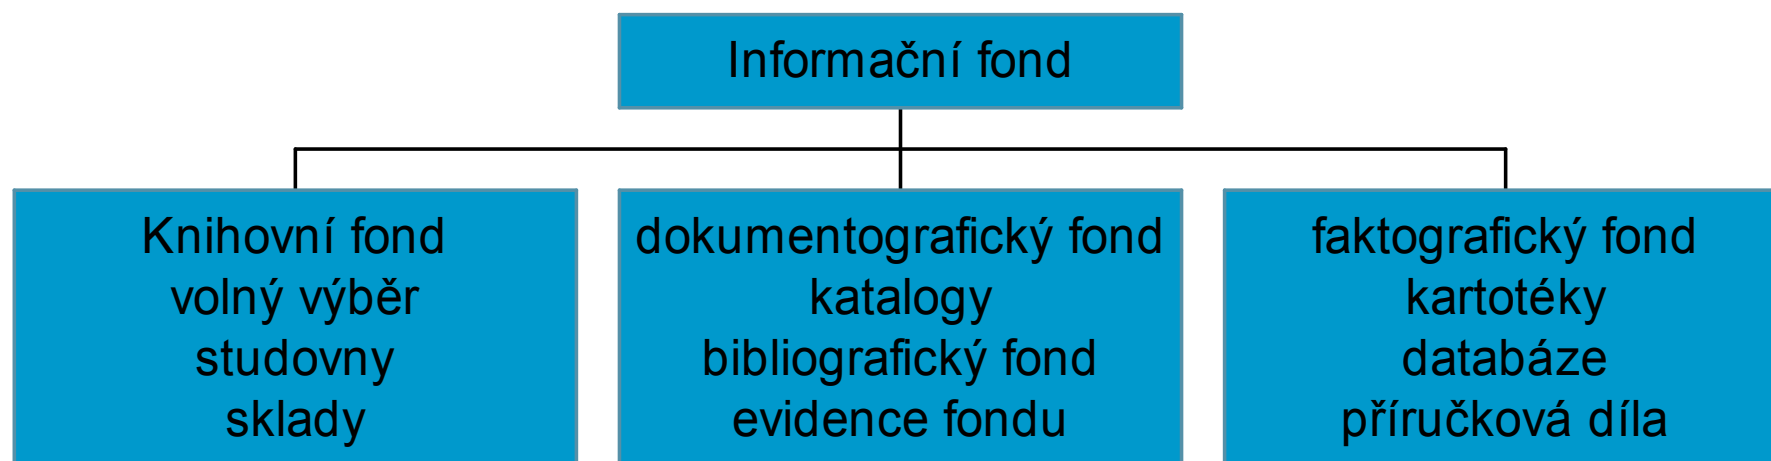 Informační fond
Knihovní fond
volný výběr
studovny
sklady
dokumentografický fond
katalogy
bibliografický fond
evidence fondu
faktografický fond
kartotéky
databáze
příručková díla